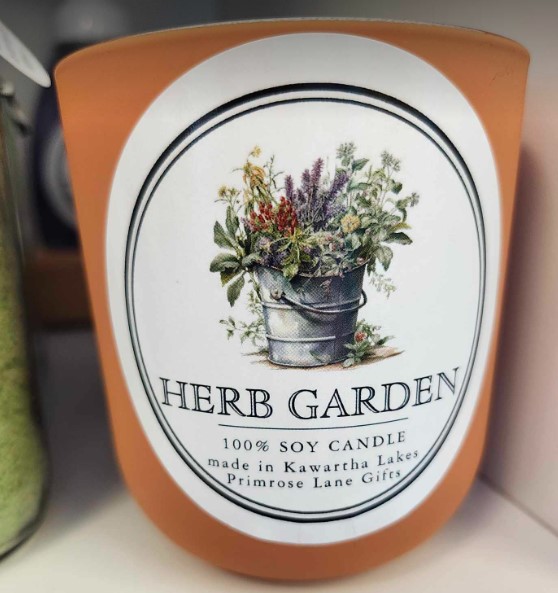 HERB GARDEN
100% SOY CANDLE
made in Kawartha Lakes
Primrose Lane Gifts